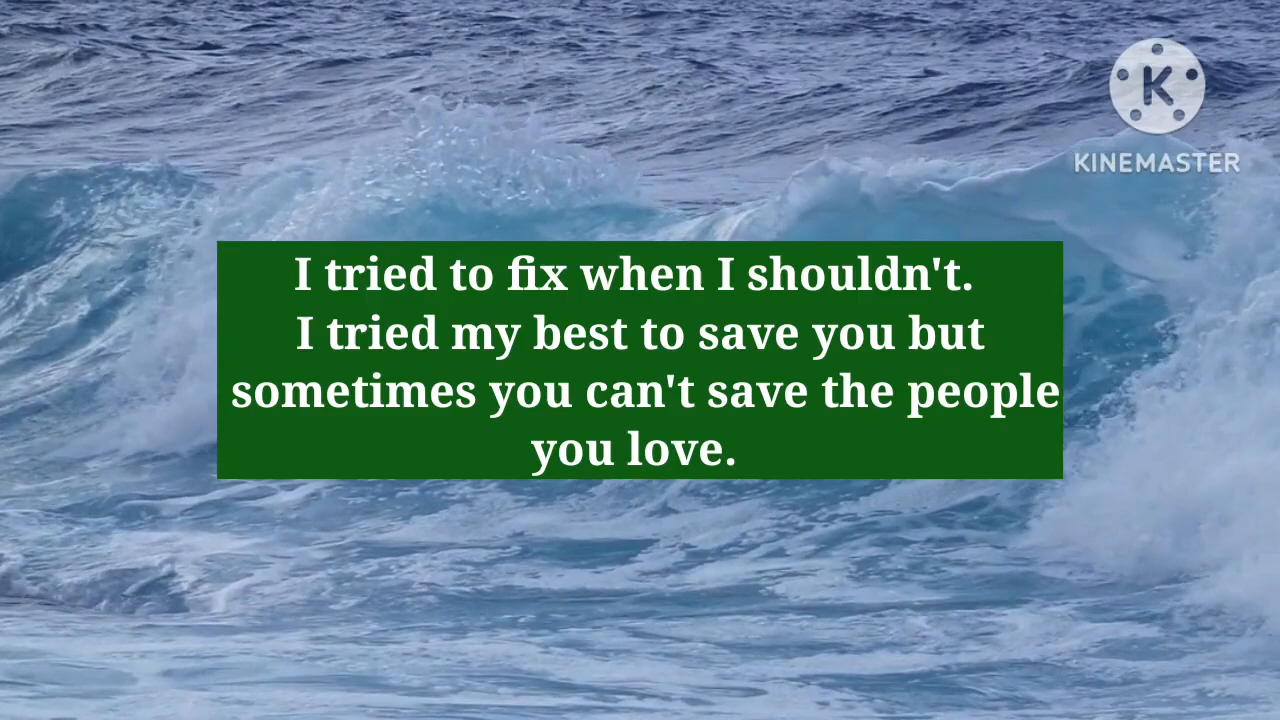 K
KINEMASTER
I tried to fix when I shouldn't.
I tried my best to save you but
sometimes you can't save the people
you love.